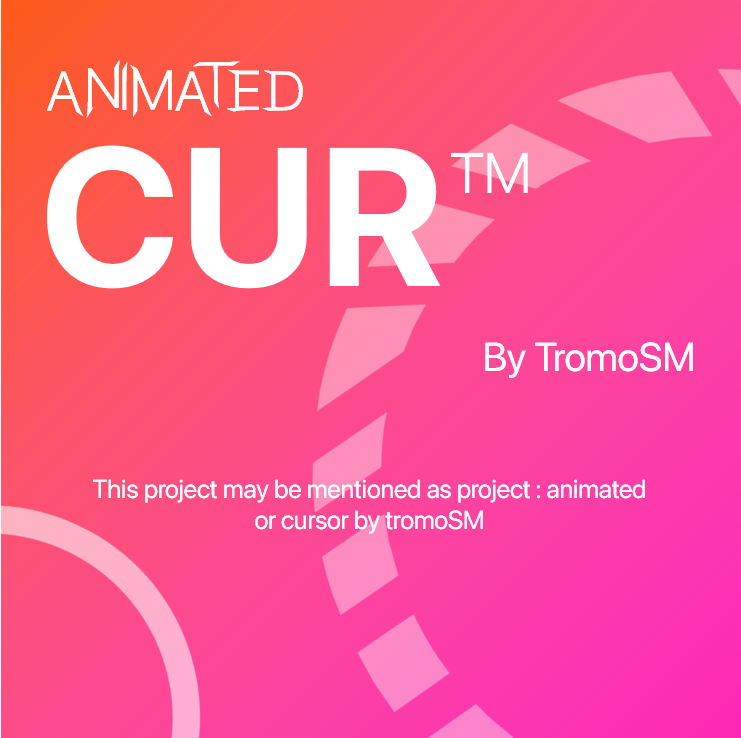 ANIMATED
CUR™
By TromoSM
This project may be mentioned as project : animated
or cursor by tromoSM